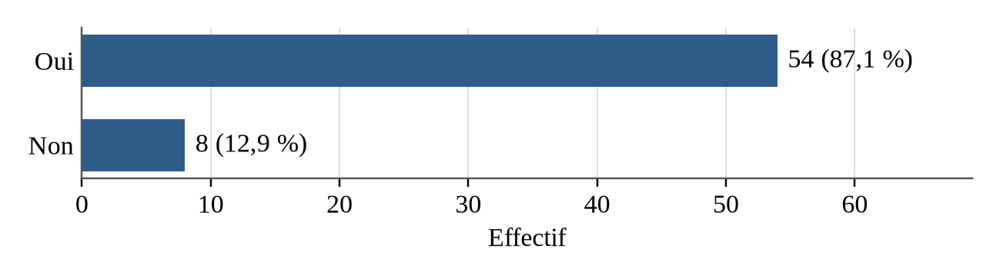 Oui 54 (87,1 %)
Non 8 (12,9 %)
0 10 20 30 40 50 60
Effectif